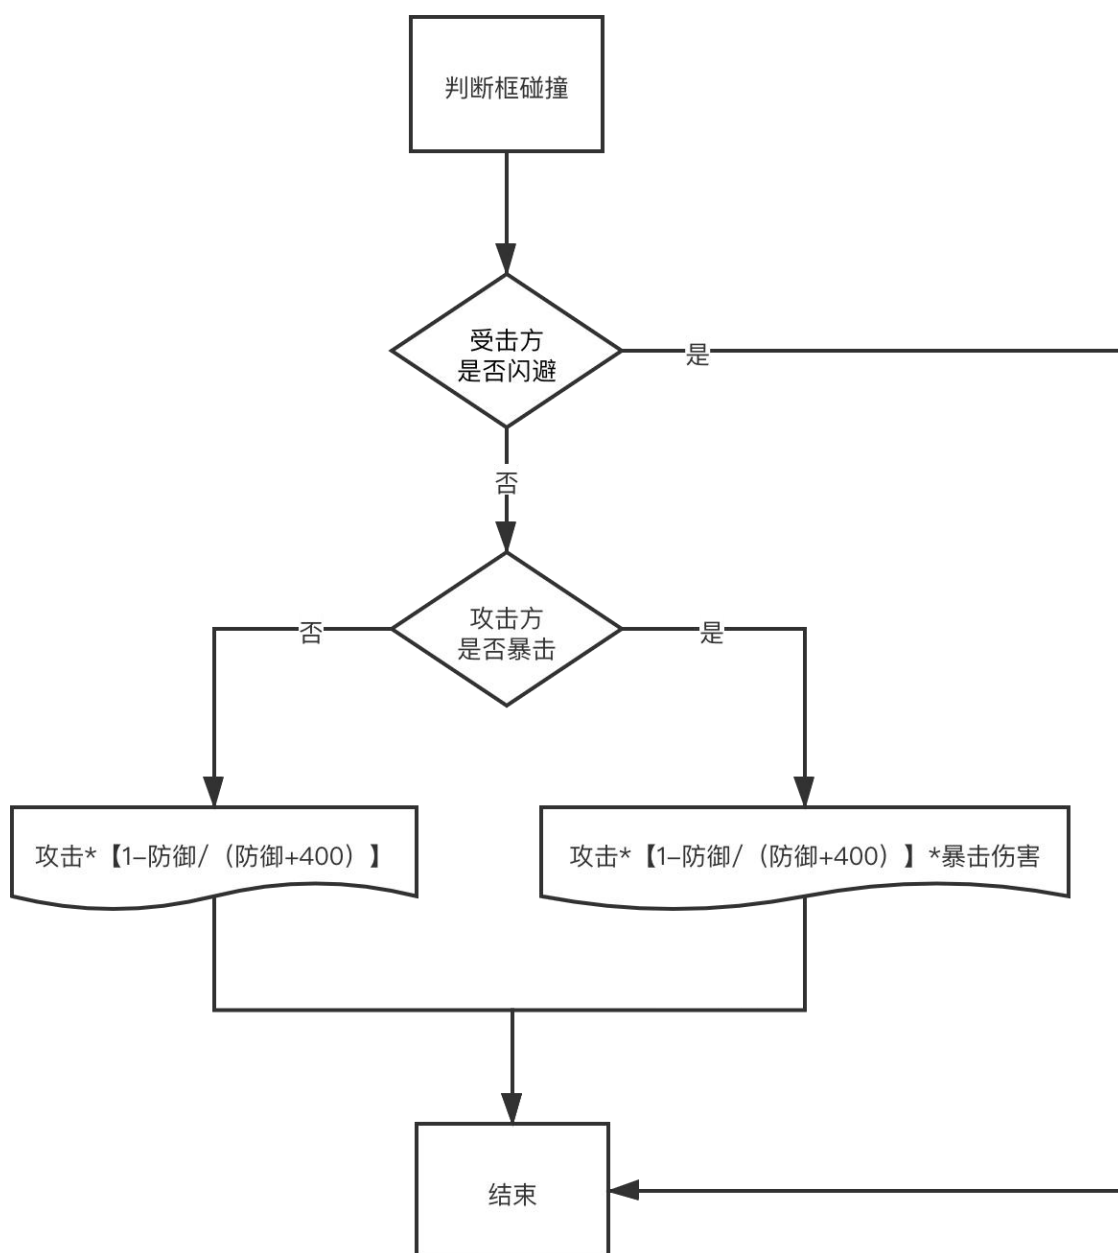 判断框碰撞
受击方
是否闪避
是
否
攻击方
是否暴击
否
是
攻击*【1-防御/（防御+400）】
攻击*【1-防御/（防御+400）】*暴击伤害
结束